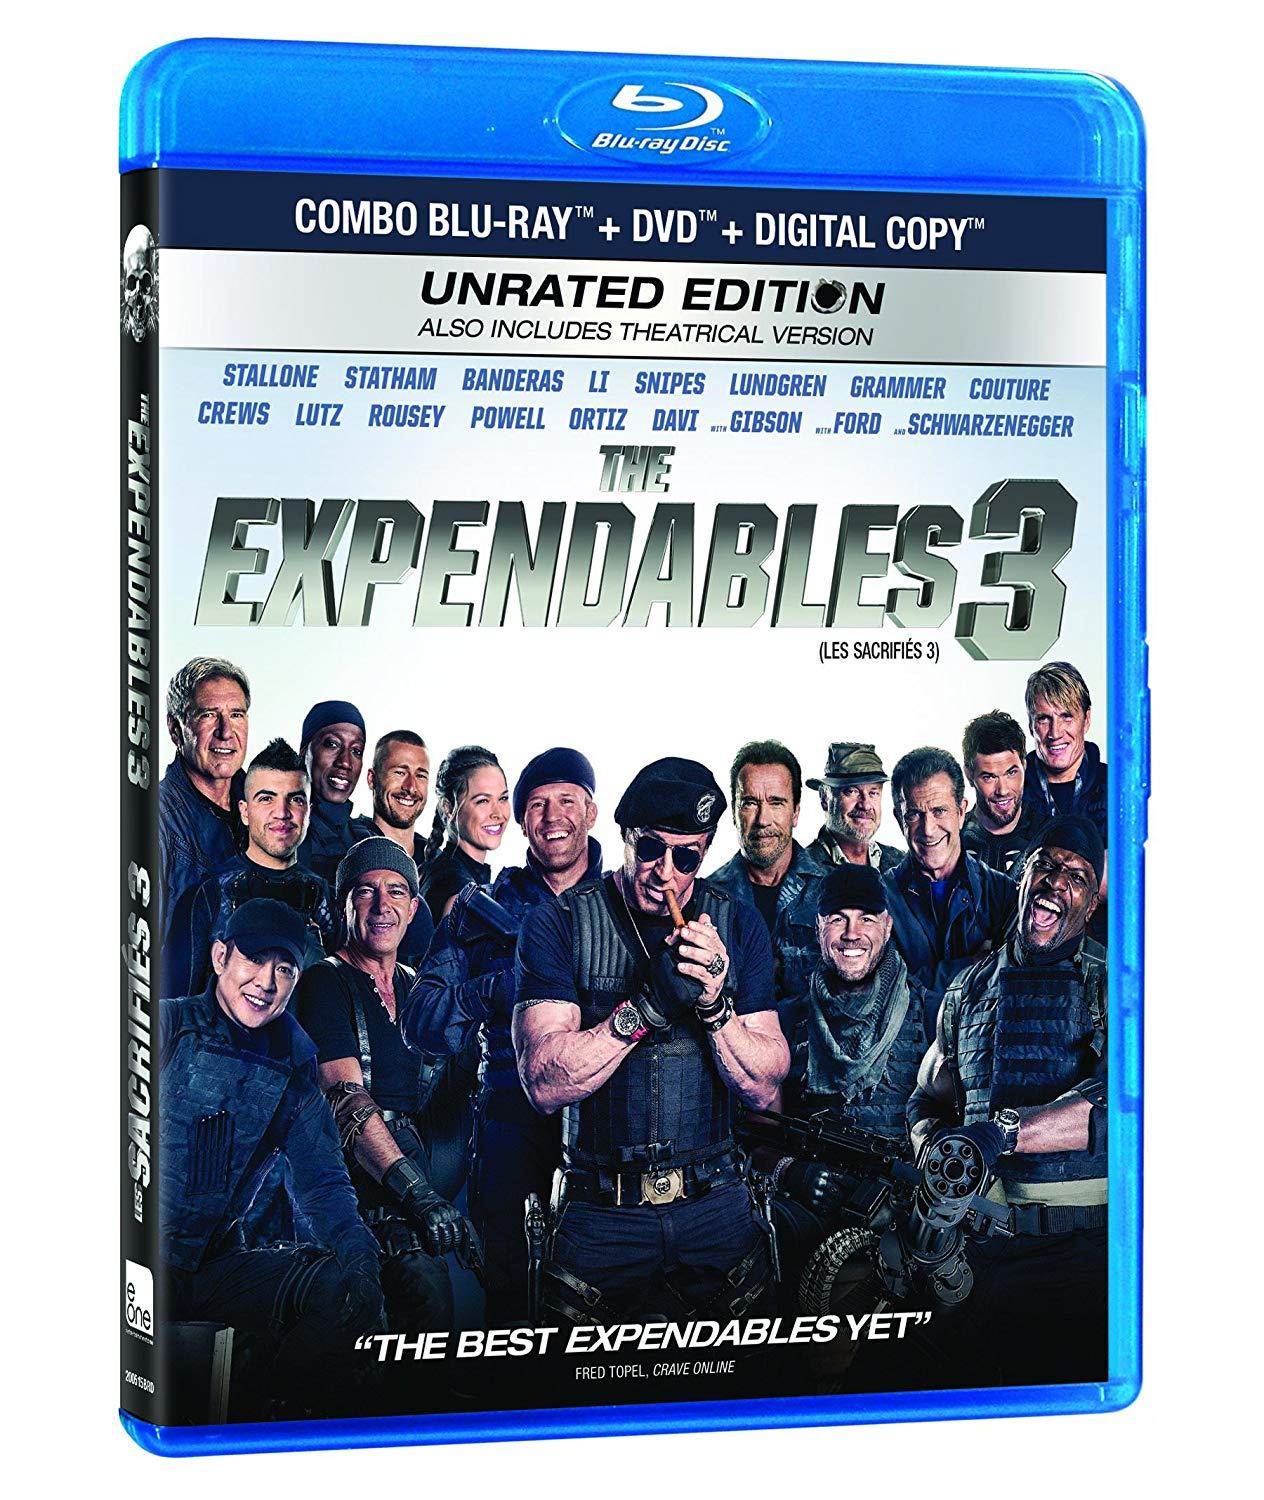 Blu-ray Disc™
COMBO BLU-RAY™ + DVD™ + DIGITAL COPY™
UNRATED EDITION
ALSO INCLUDES THEATRICAL VERSION
STALLONE STATHAM BANDERAS LI SNIPES LUNDGREN GRAMMER COUTURE
CREWS LUTZ ROUSEY POWELL ORTIZ DAVI WITH GIBSON WITH FORD AND SCHWARZENEGGER
THE
EXPENDABLES 3
(LES SACRIFIÉS 3)
"THE BEST EXPENDABLES YET"
FRED TOPEL, CRAVE ONLINE
THE EXPENDABLES 3
LES SACRIFIÉS 3
e
one